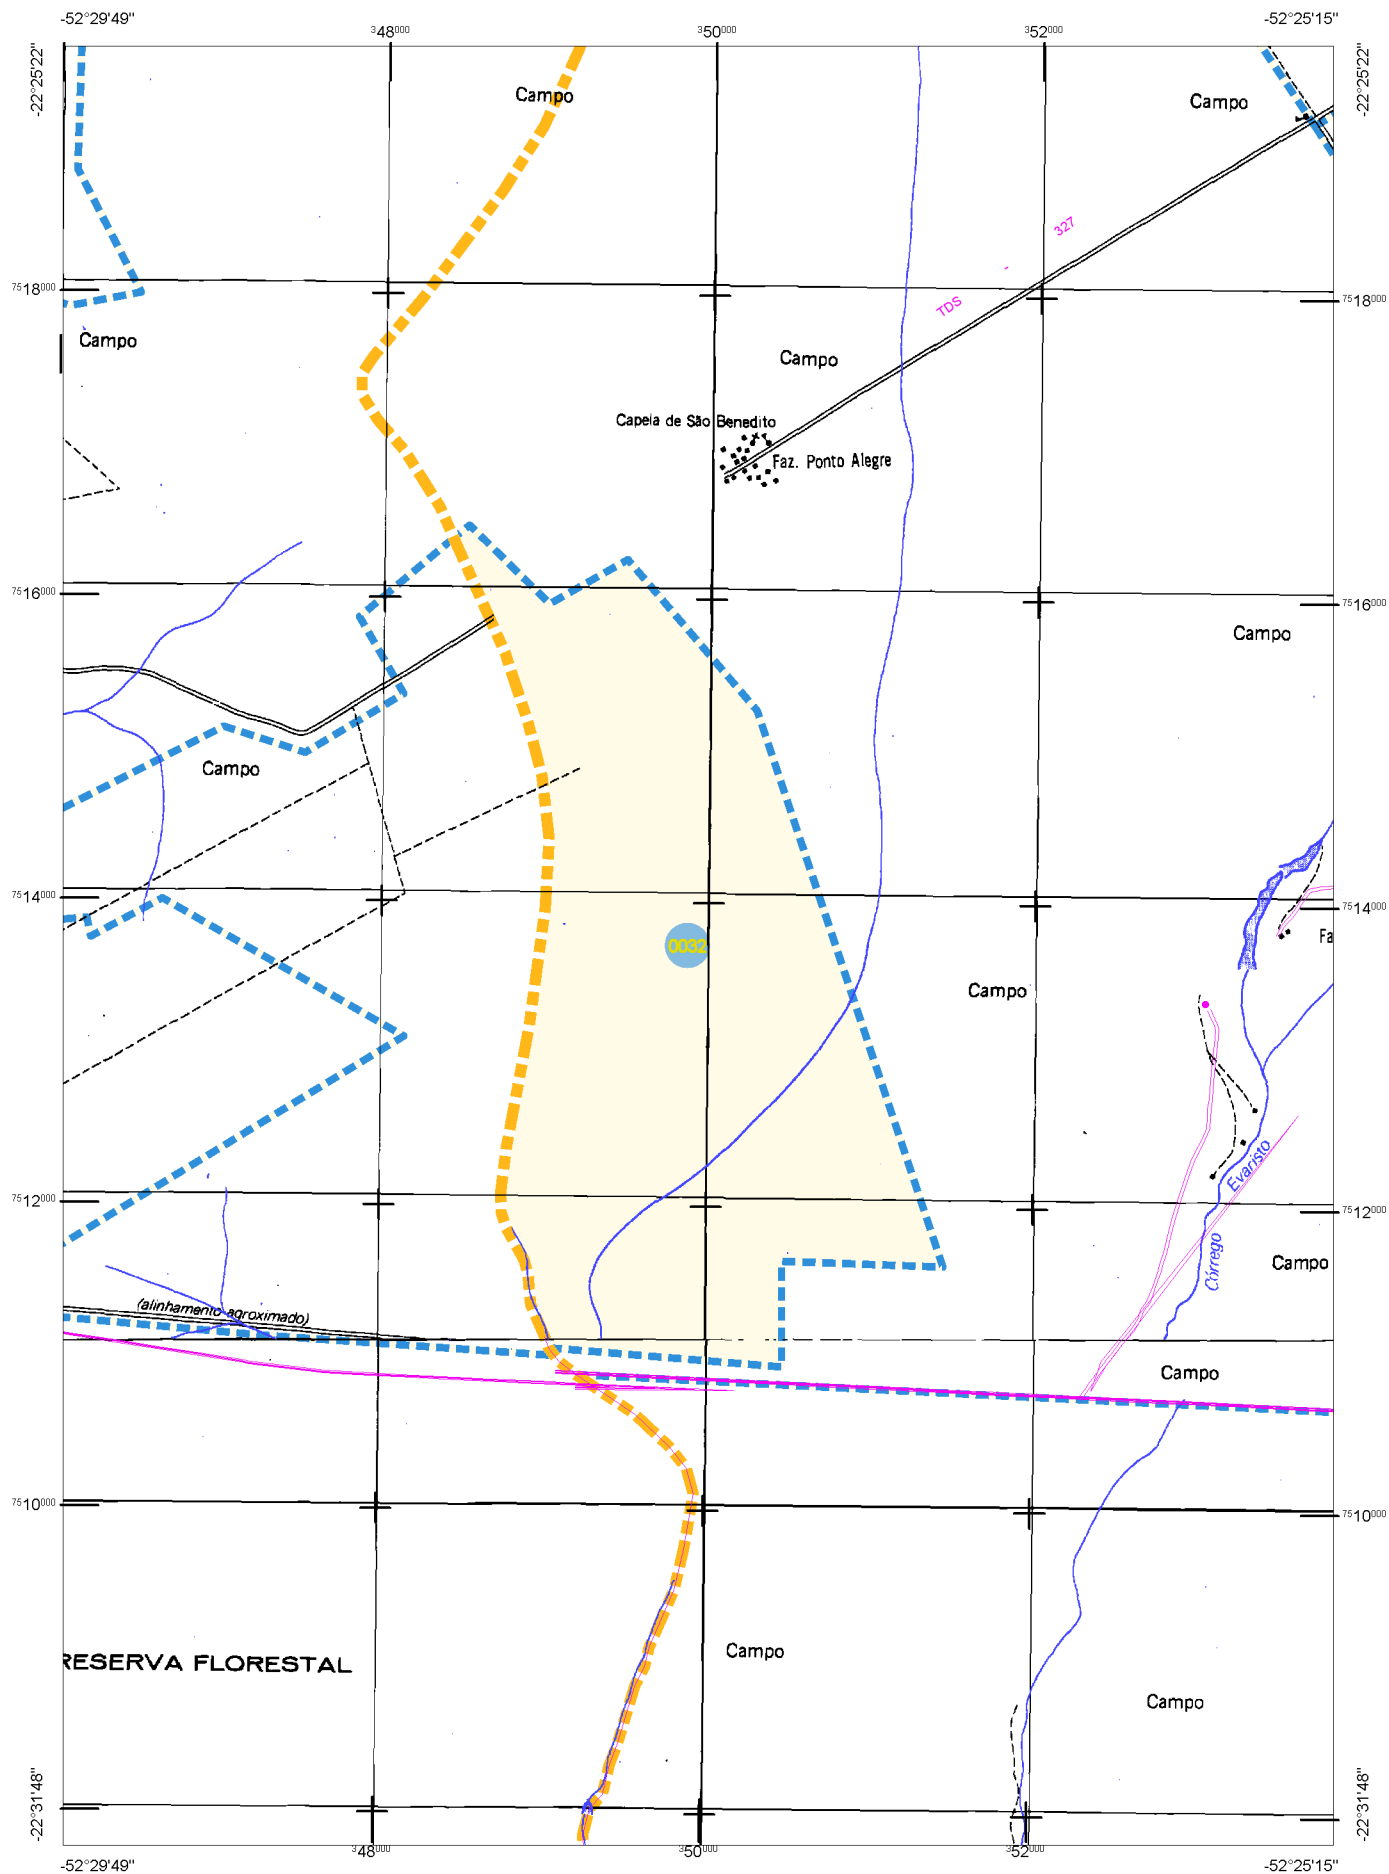 -52°29'49"
-52°25'15"
348000
350000
352000
-22°25'22"
-22°25'22"
Campo
Campo
327
7518000
7518000
TDS
Campo
Campo
Capela de São Benedito
Faz. Ponto Alegre
7516000
7516000
Campo
Campo
7514000
7514000
Fa
0032
Campo
Evaristo
7512000
7512000
Córrego
Campo
(alinhamento aproximado)
Campo
7510000
7510000
Campo
RESERVA FLORESTAL
Campo
-22°31'48"
-22°31'48"
348000
350000
352000
-52°29'49"
-52°25'15"